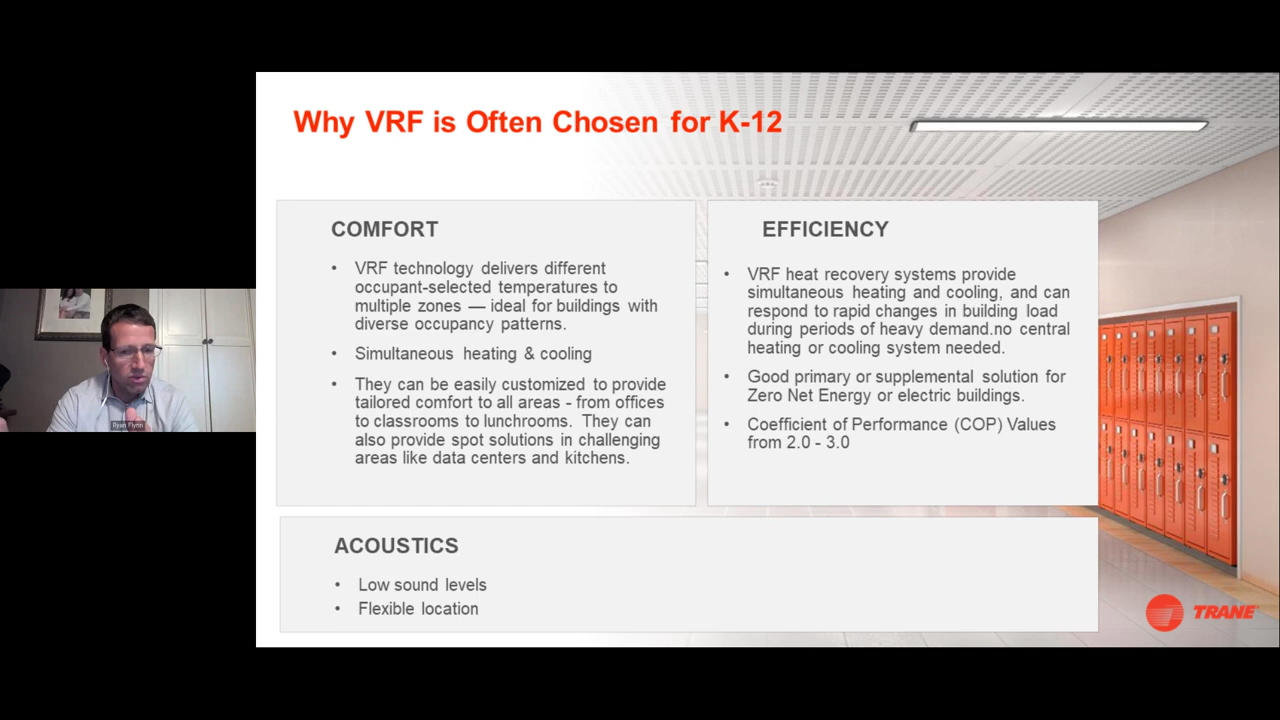 Why VRF is Often Chosen for K-12
COMFORT
• VRF technology delivers different
occupant-selected temperatures to
multiple zones — ideal for buildings with
diverse occupancy patterns.
• Simultaneous heating & cooling
• They can be easily customized to provide
tailored comfort to all areas - from offices
to classrooms to lunchrooms. They can
also provide spot solutions in challenging
areas like data centers and kitchens.
EFFICIENCY
• VRF heat recovery systems provide
simultaneous heating and cooling, and can
respond to rapid changes in building load
during periods of heavy demand.no central
heating or cooling system needed.
• Good primary or supplemental solution for
Zero Net Energy or electric buildings.
• Coefficient of Performance (COP) Values
from 2.0 - 3.0
ACOUSTICS
• Low sound levels
• Flexible location
TRANE
Ryan Flynn